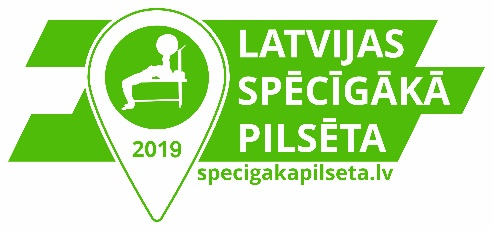 LATVIJAS
SPĒCĪGĀKĀ
PILSĒTA
2019
specigakapilseta.lv